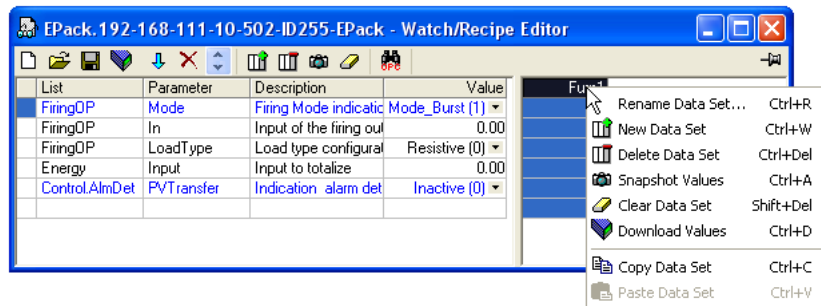 EPack.192-168-111-10-502-ID255-EPack - Watch/Recipe Editor
OPC
List Parameter Description Value
FiringOP Mode Firing Mode indicatic Mode_Burst (1)
FiringOP In Input of the firing out 0.00
FiringOP LoadType Load type configurat Resistive (0)
Energy Input Input to totalize 0.00
Control.AlmDet PVTransfer Indication alarm det Inactive (0)
Rename Data Set... Ctrl+R
New Data Set Ctrl+W
Delete Data Set Ctrl+Del
Snapshot Values Ctrl+A
Clear Data Set Shift+Del
Download Values Ctrl+D
Copy Data Set Ctrl+C
Paste Data Set Ctrl+V